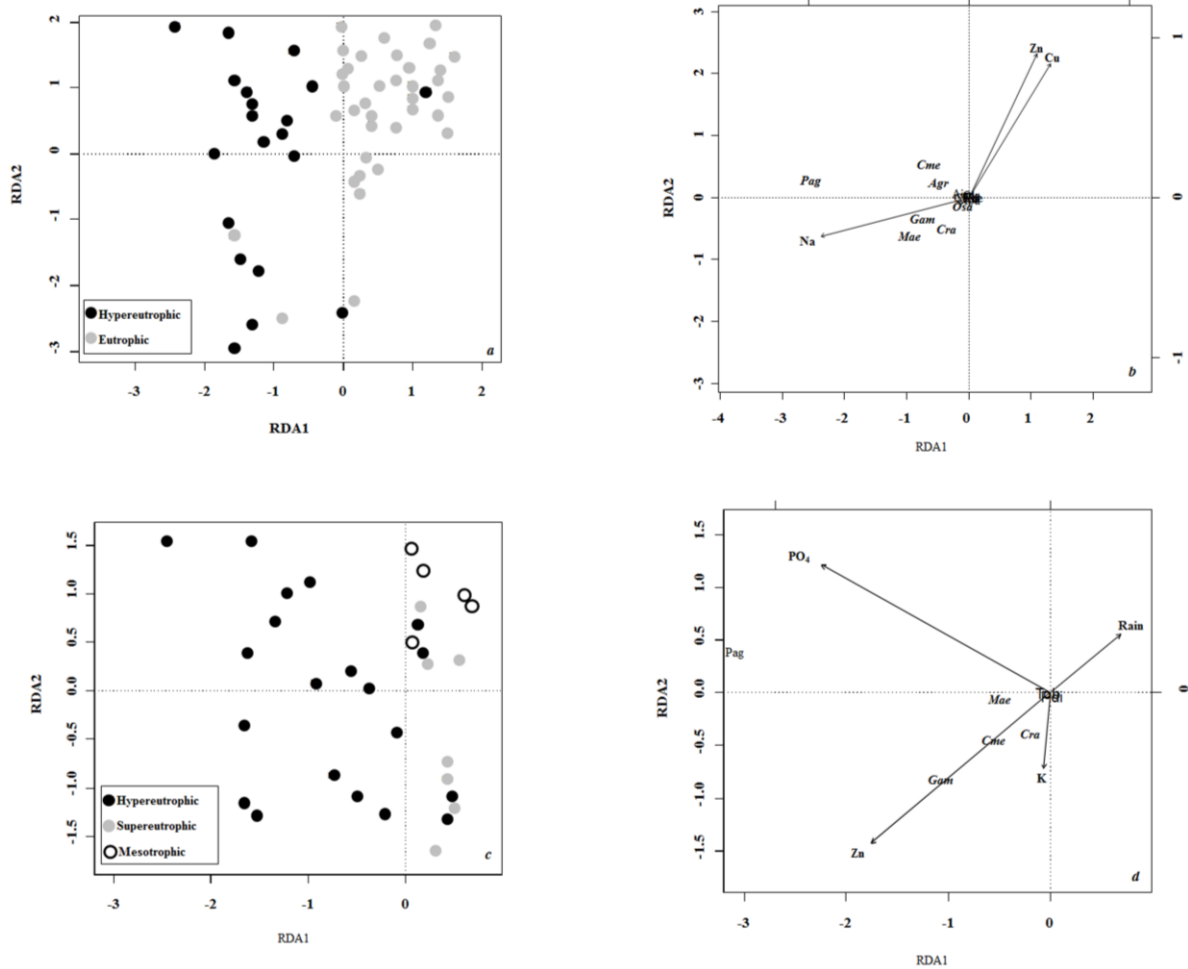 2
1
0
-1
-2
-3
RDA2
Hypereutrophic
Eutrophic
a
-3
-2
-1
0
1
2
RDA1
3
2
1
0
-1
-2
-3
RDA2
Zn
Cu
Cme
Agr
Pag
Osa
Gam
Cra
Mae
Na
b
1
0
-1
-4
-3
-2
-1
0
1
2
RDA1
1.5
1.0
0.5
0.0
-0.5
-1.0
-1.5
RDA2
Hypereutrophic
Supereutrophic
Mesotrophic
c
-3
-2
-1
0
RDA1
1.5
1.0
0.5
0.0
-0.5
-1.0
-1.5
RDA2
PO₄
Rain
Pag
Mae
Cra
Cme
Gam
K
Zn
d
0
-3
-2
-1
0
RDA1